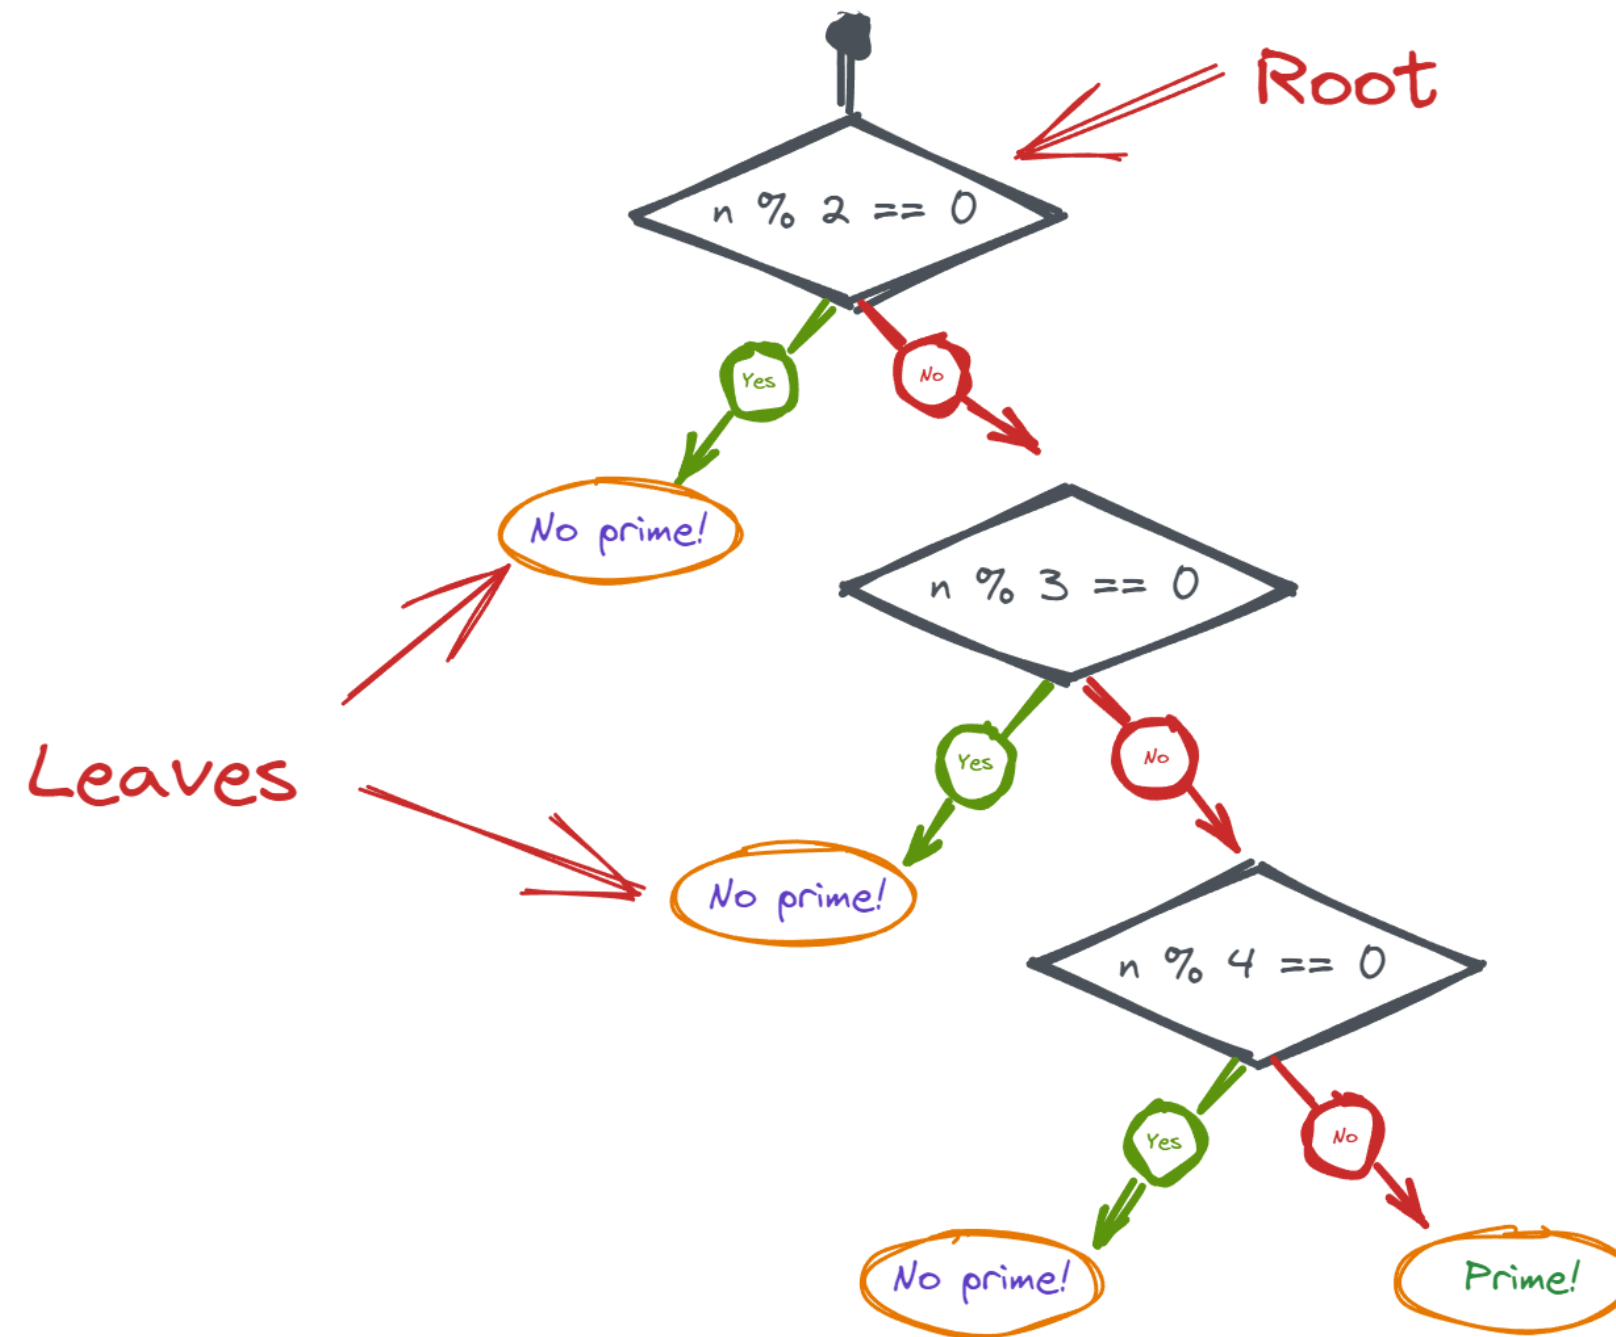 Root
n % 2 == 0
Yes
No
No prime!
n % 3 == 0
Yes
No
Leaves
No prime!
n % 4 == 0
Yes
No
No prime!
Prime!